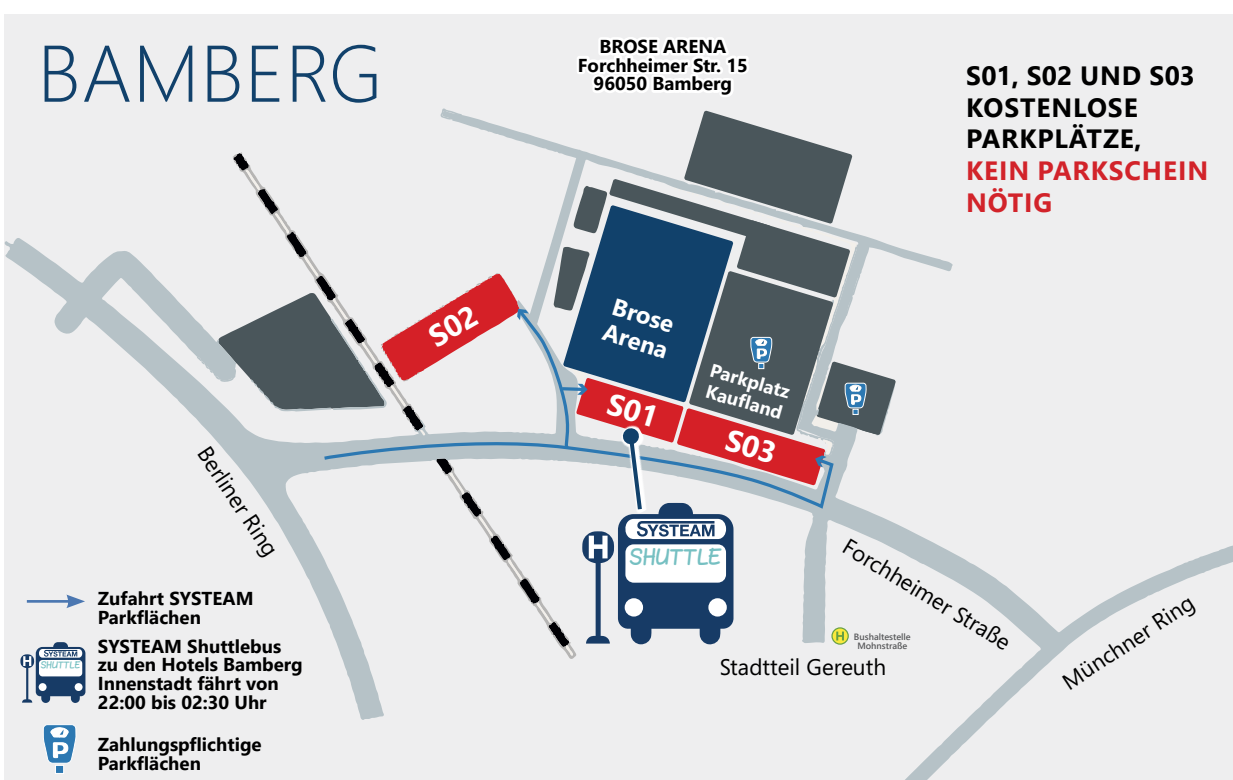 BAMBERG
BROSE ARENA
Forchheimer Str. 15
96050 Bamberg
S01, S02 UND S03
KOSTENLOSE
PARKPLÄTZE,
KEIN PARKSCHEIN
NÖTIG
S02
Brose
Arena
P
Parkplatz
Kaufland
P
S01
S03
Berliner Ring
H
SYSTEAM
SHUTTLE
Forchheimer Straße
Münchner Ring
H
Bushaltestelle
Mohnstraße
Stadtteil Gereuth
Zufahrt SYSTEAM
Parkflächen
H
SYSTEAM
SHUTTLE
SYSTEAM Shuttlebus
zu den Hotels Bamberg
Innenstadt fährt von
22:00 bis 02:30 Uhr
P
Zahlungspflichtige
Parkflächen